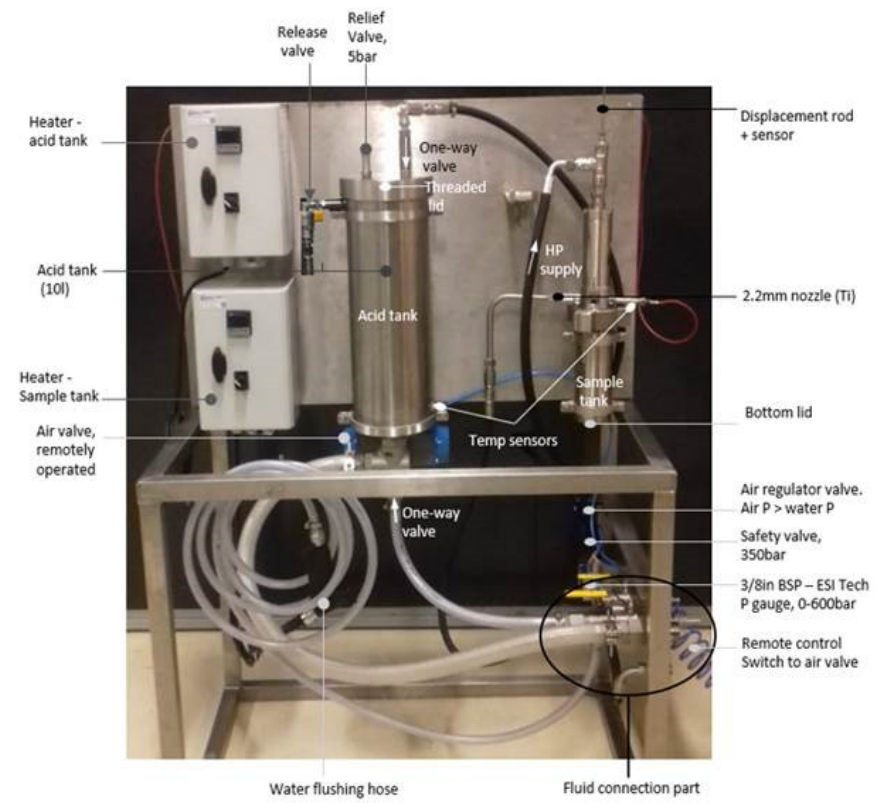 Release
valve
Relief
Valve,
5bar
Heater -
acid tank
One-way
valve
Threaded
lid
Displacement rod
+ sensor
HP
supply
Acid tank
(10l)
Acid tank
2.2mm nozzle (Ti)
Heater -
Sample tank
Sample
tank
Bottom lid
Temp sensors
Air valve,
remotely
operated
One-way
valve
Air regulator valve.
Air P > water P
Safety valve,
350bar
3/8in BSP – ESI Tech
P gauge, 0-600bar
Remote control
Switch to air valve
Water flushing hose
Fluid connection part